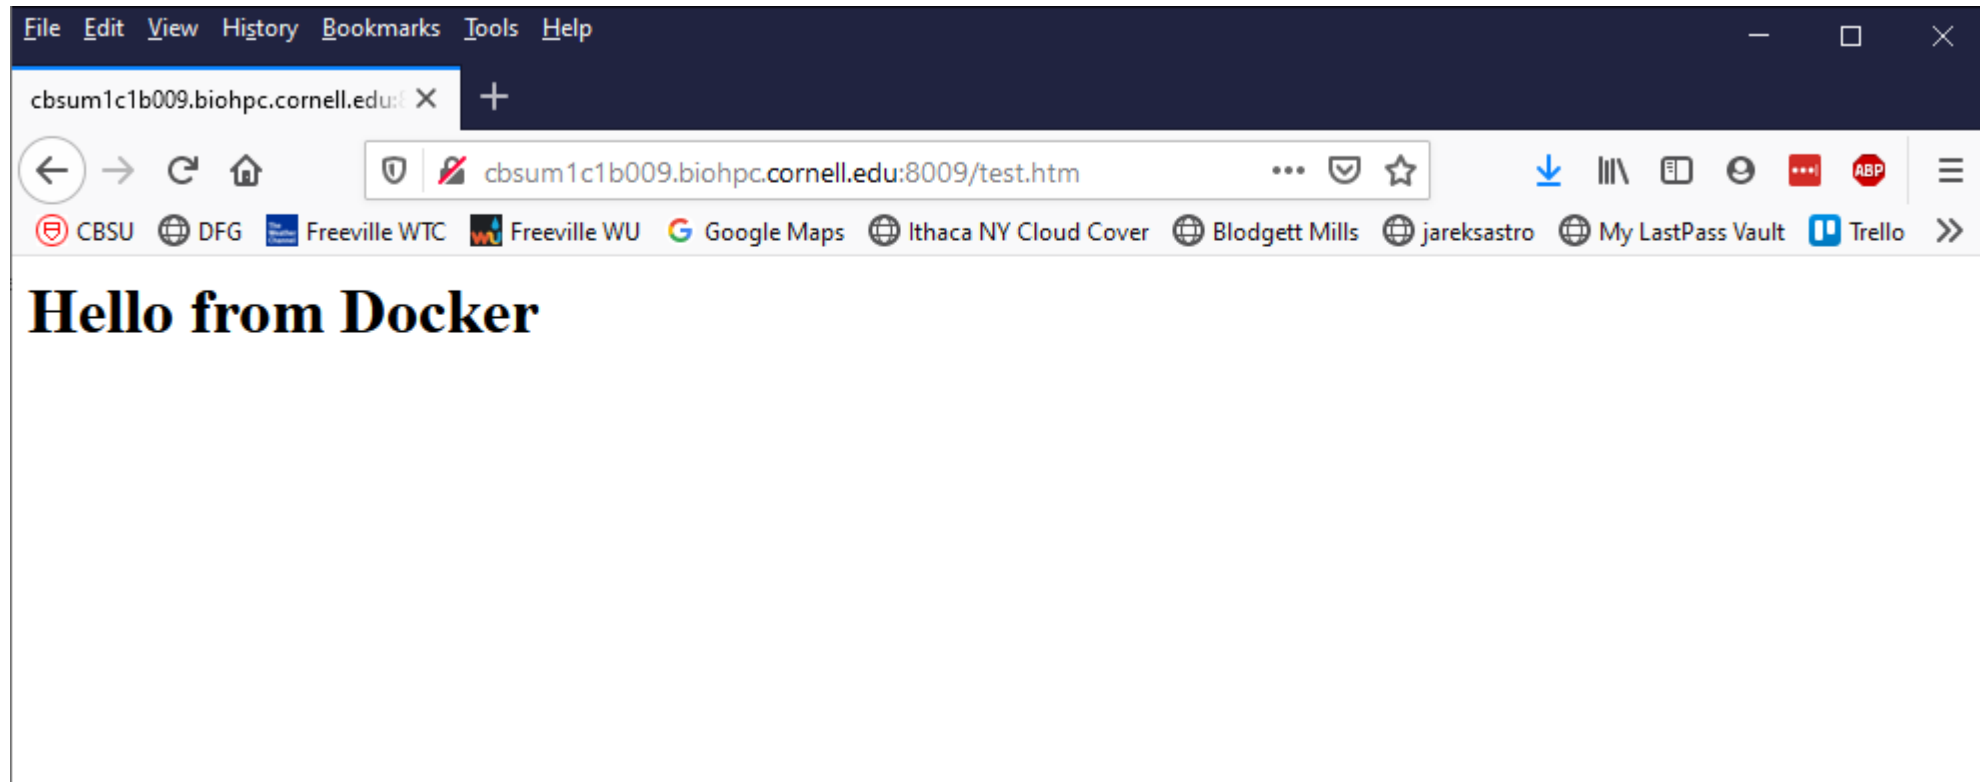 File Edit View History Bookmarks Tools Help
cbsum1c1b009.biohpc.cornell.edu:8
cbsum1c1b009.biohpc.cornell.edu:8009/test.htm
ABP
CBSU DFG Freeville WTC Freeville WU Google Maps Ithaca NY Cloud Cover Blodgett Mills jareksastro My LastPass Vault Trello
Hello from Docker